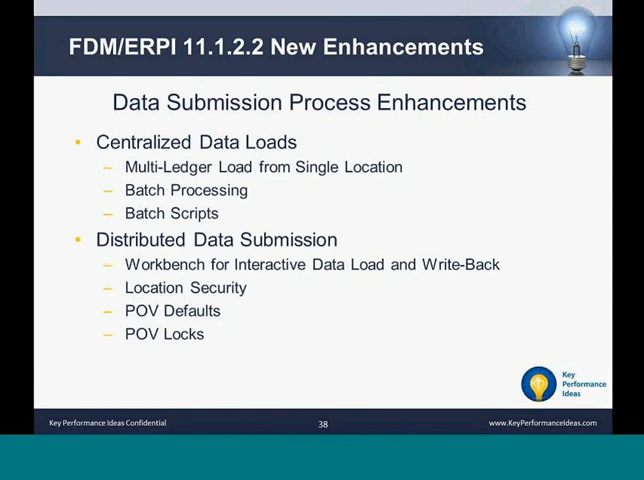 FDM/ERPI 11.1.2.2 New Enhancements
Data Submission Process Enhancements
• Centralized Data Loads
– Multi-Ledger Load from Single Location
– Batch Processing
– Batch Scripts
• Distributed Data Submission
– Workbench for Interactive Data Load and Write-Back
– Location Security
– POV Defaults
– POV Locks
Key
Performance
Ideas
Key Performance Ideas Confidential
38
www.KeyPerformanceIdeas.com